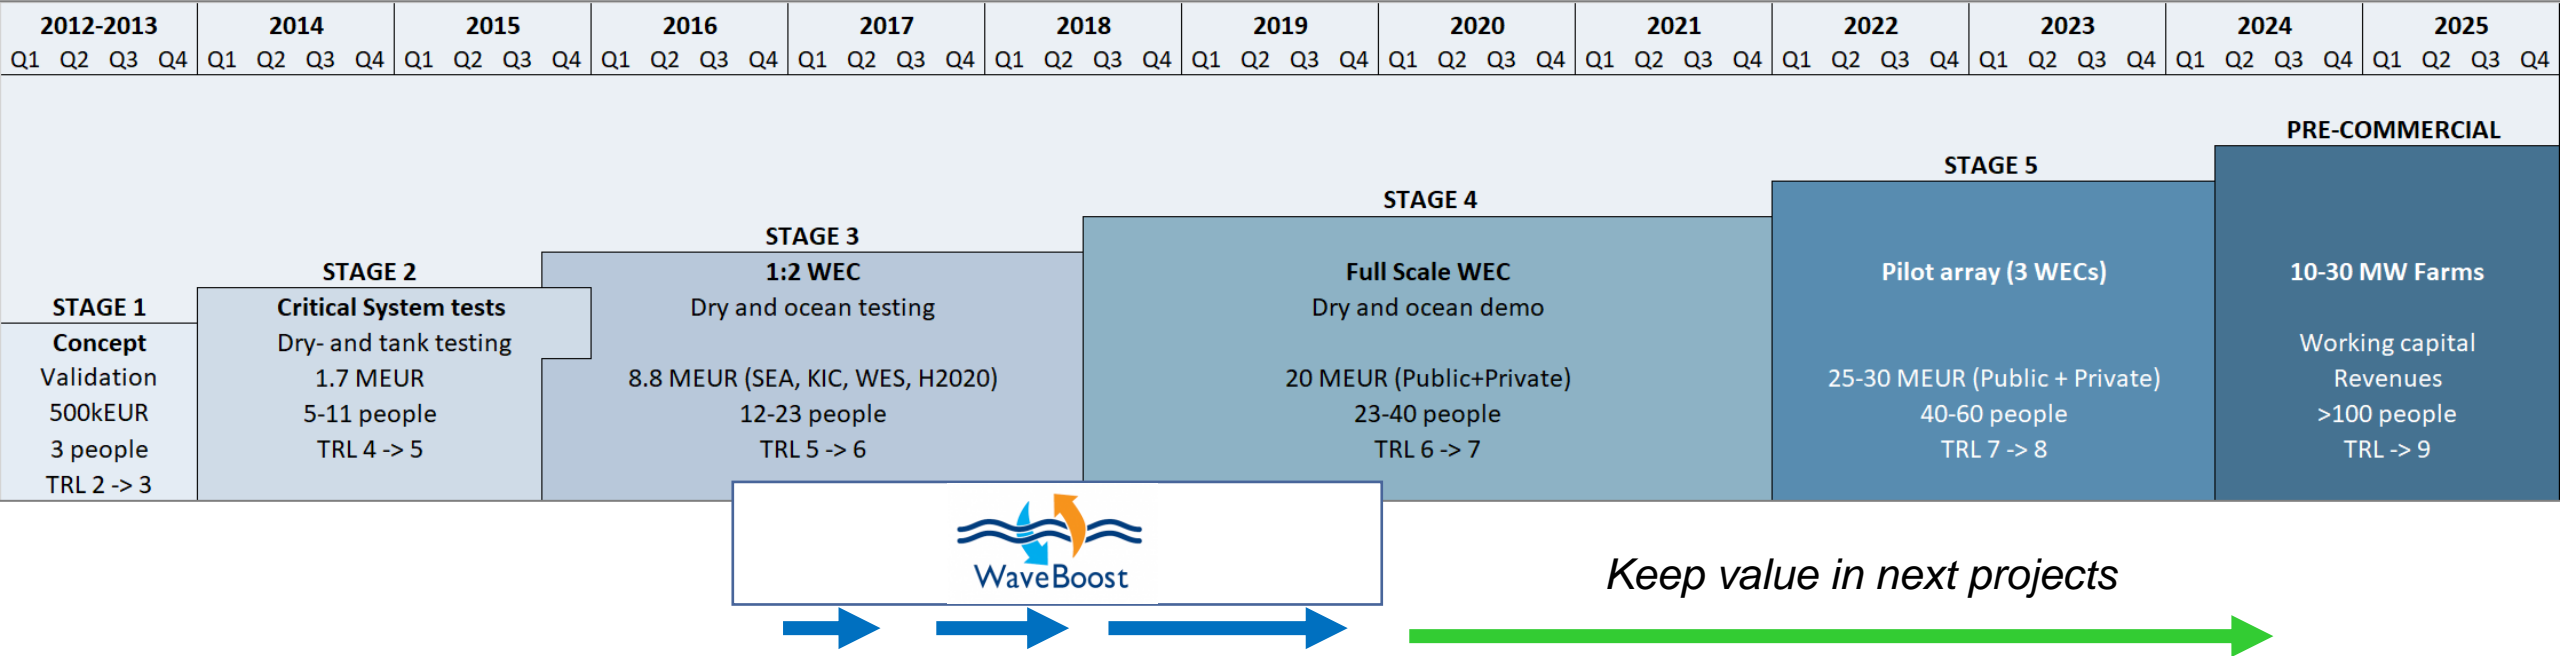 2012-2013 2014 2015 2016 2017 2018 2019 2020 2021 2022 2023 2024 2025
Q1 Q2 Q3 Q4 Q1 Q2 Q3 Q4 Q1 Q2 Q3 Q4 Q1 Q2 Q3 Q4 Q1 Q2 Q3 Q4 Q1 Q2 Q3 Q4 Q1 Q2 Q3 Q4 Q1 Q2 Q3 Q4 Q1 Q2 Q3 Q4 Q1 Q2 Q3 Q4 Q1 Q2 Q3 Q4 Q1 Q2 Q3 Q4 Q1 Q2 Q3 Q4
STAGE 1
Concept
Validation
500kEUR
3 people
TRL 2 -> 3
STAGE 2
Critical System tests
Dry- and tank testing
1.7 MEUR
5-11 people
TRL 4 -> 5
STAGE 3
1:2 WEC
Dry and ocean testing
8.8 MEUR (SEA, KIC, WES, H2020)
12-23 people
TRL 5 -> 6
STAGE 4
Full Scale WEC
Dry and ocean demo
20 MEUR (Public+Private)
23-40 people
TRL 6 -> 7
STAGE 5
Pilot array (3 WECs)
25-30 MEUR (Public + Private)
40-60 people
TRL 7 -> 8
PRE-COMMERCIAL
10-30 MW Farms
Working capital
Revenues
>100 people
TRL -> 9
WaveBoost
Keep value in next projects